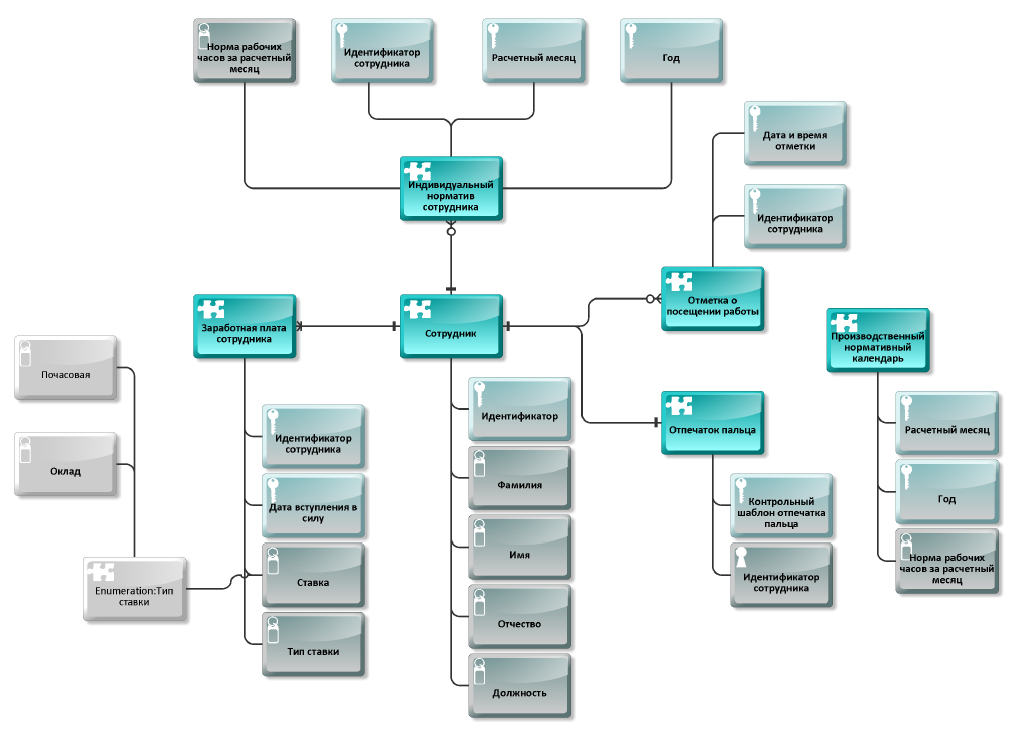 Норма рабочих
часов за расчетный
месяц
Идентификатор
сотрудника
Расчетный месяц
Год
Дата и время
отметки
Индивидуальный
норматив
сотрудника
Идентификатор
сотрудника
Отметка о
посещении работы
Заработная плата
сотрудника
Сотрудник
Производственный
нормативный
календарь
Почасовая
Идентификатор
Отпечаток пальца
Расчетный месяц
Идентификатор
сотрудника
Оклад
Фамилия
Год
Дата вступления в
силу
Контрольный
шаблон отпечатка
пальца
Имя
Норма рабочих
часов за расчетный
месяц
Enumeration:Тип
ставки
Ставка
Идентификатор
сотрудника
Отчество
Тип ставки
Должность